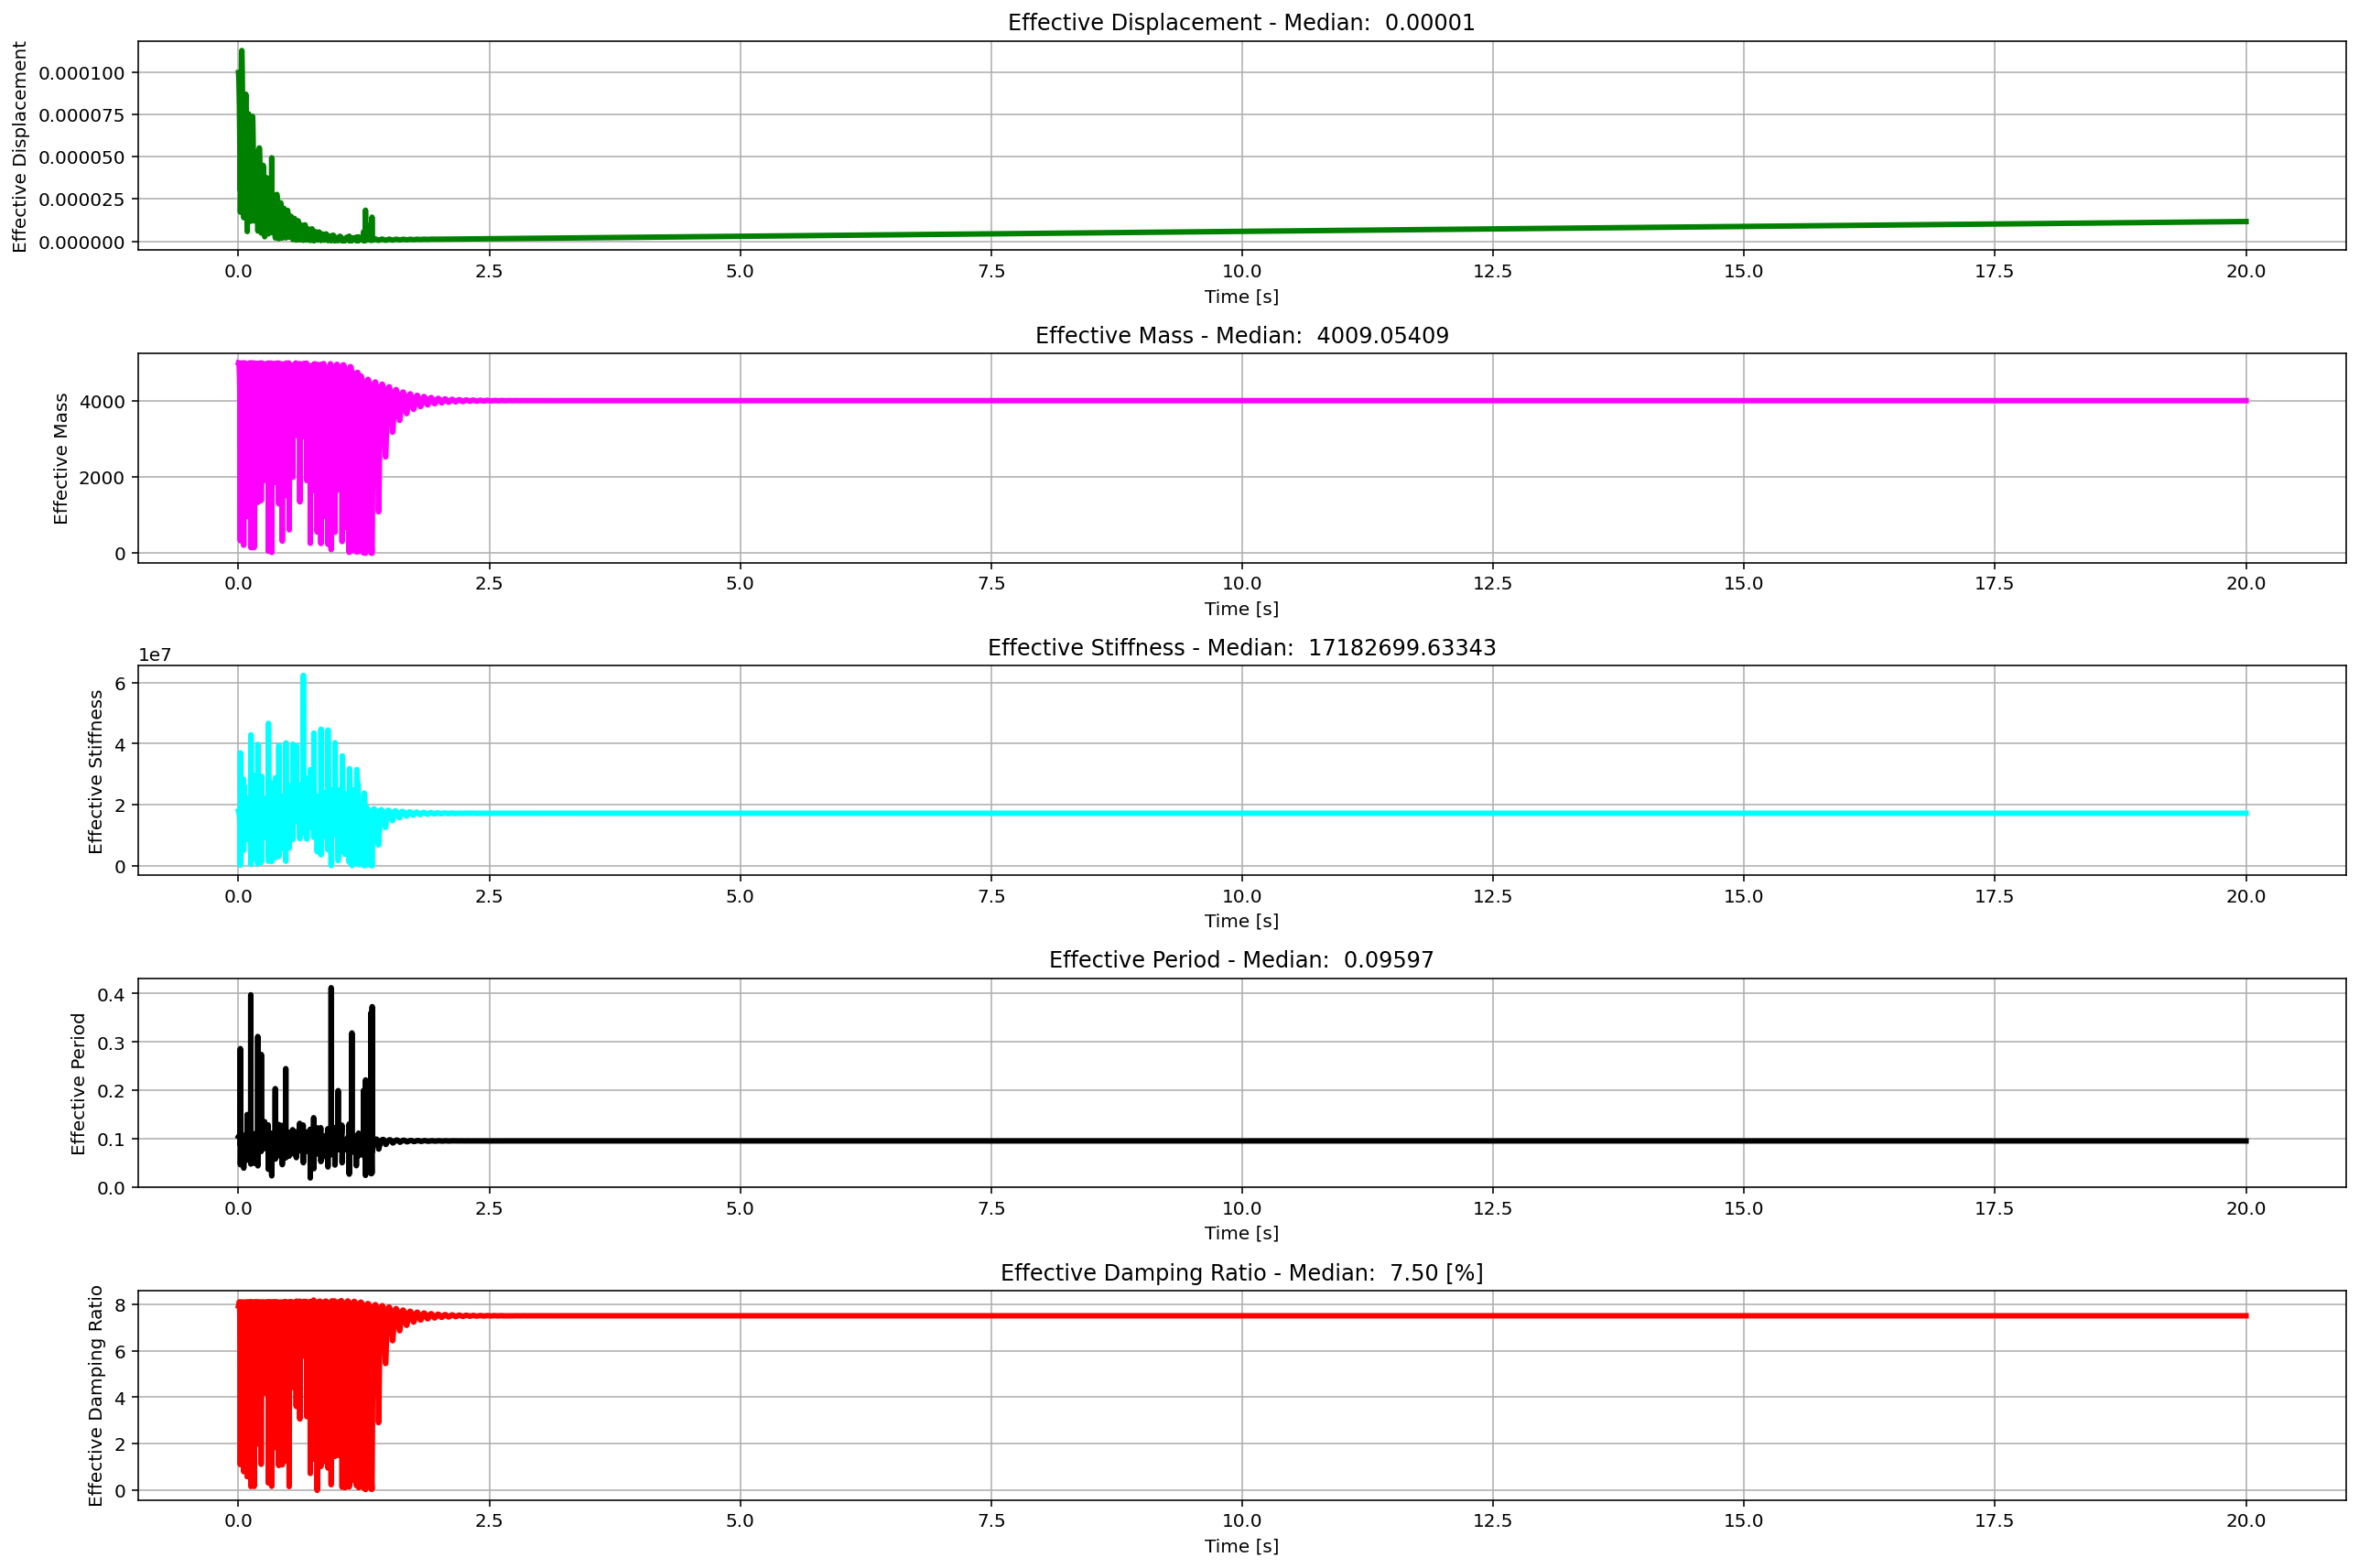 Effective Displacement - Median:  0.00001
Effective Displacement
0.000100
0.000075
0.000050
0.000025
0.000000
0.0 2.5 5.0 7.5 10.0 12.5 15.0 17.5 20.0
Time [s]
Effective Mass - Median:  4009.05409
Effective Mass
4000
2000
0
0.0 2.5 5.0 7.5 10.0 12.5 15.0 17.5 20.0
Time [s]
Effective Stiffness - Median:  17182699.63343
1e7
Effective Stiffness
6
4
2
0
0.0 2.5 5.0 7.5 10.0 12.5 15.0 17.5 20.0
Time [s]
Effective Period - Median:  0.09597
Effective Period
0.4
0.3
0.2
0.1
0.0
0.0 2.5 5.0 7.5 10.0 12.5 15.0 17.5 20.0
Time [s]
Effective Damping Ratio - Median:  7.50 [%]
Effective Damping Ratio
8
6
4
2
0
0.0 2.5 5.0 7.5 10.0 12.5 15.0 17.5 20.0
Time [s]